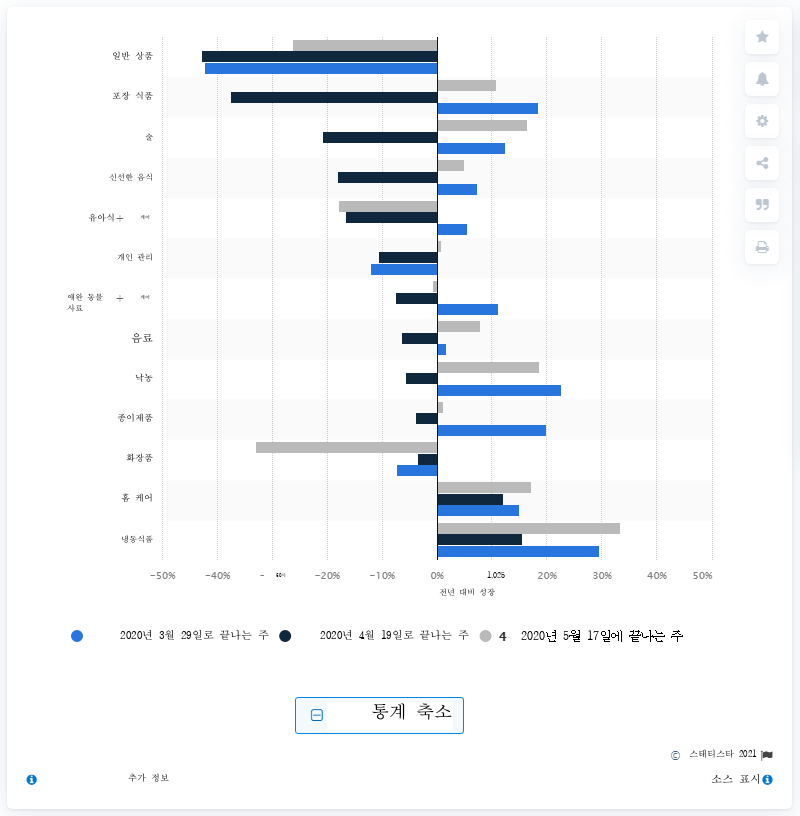 일반 상품
포장 식품
술
신선한 음식
유아식+ 케어
개인 관리
애완 동물 + 케어
사료
음료
낙농
종이제품
화장품
홈 케어
냉동식품
-50% -40% - -20% -10% 0% 20% 30% 40% 50%
전년 대비 성장
2020년 3월 29일로 끝나는 주 2020년 4월 19일로 끝나는 주 4 2020년 5월 17일에 끝나는 주
통계 축소
© 스태티스타 2021
추가 정보 소스 표시